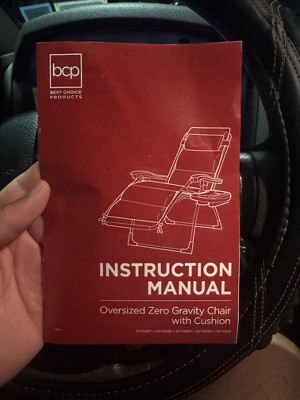 bcp
BEST CHOICE
PRODUCTS
INSTRUCTION
MANUAL
Oversized Zero Gravity Chair
with Cushion